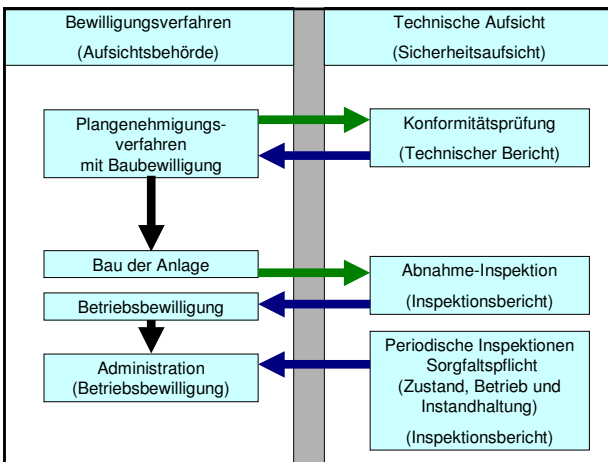 Bewilligungsverfahren
(Aufsichtsbehörde)
Technische Aufsicht
(Sicherheitsaufsicht)
Plangenehmigungs-
verfahren
mit Baubewilligung
Konformitätsprüfung
(Technischer Bericht)
Bau der Anlage
Abnahme-Inspektion
(Inspektionsbericht)
Betriebsbewilligung
Administration
(Betriebsbewilligung)
Periodische Inspektionen
Sorgfaltspflicht
(Zustand, Betrieb und
Instandhaltung)
(Inspektionsbericht)